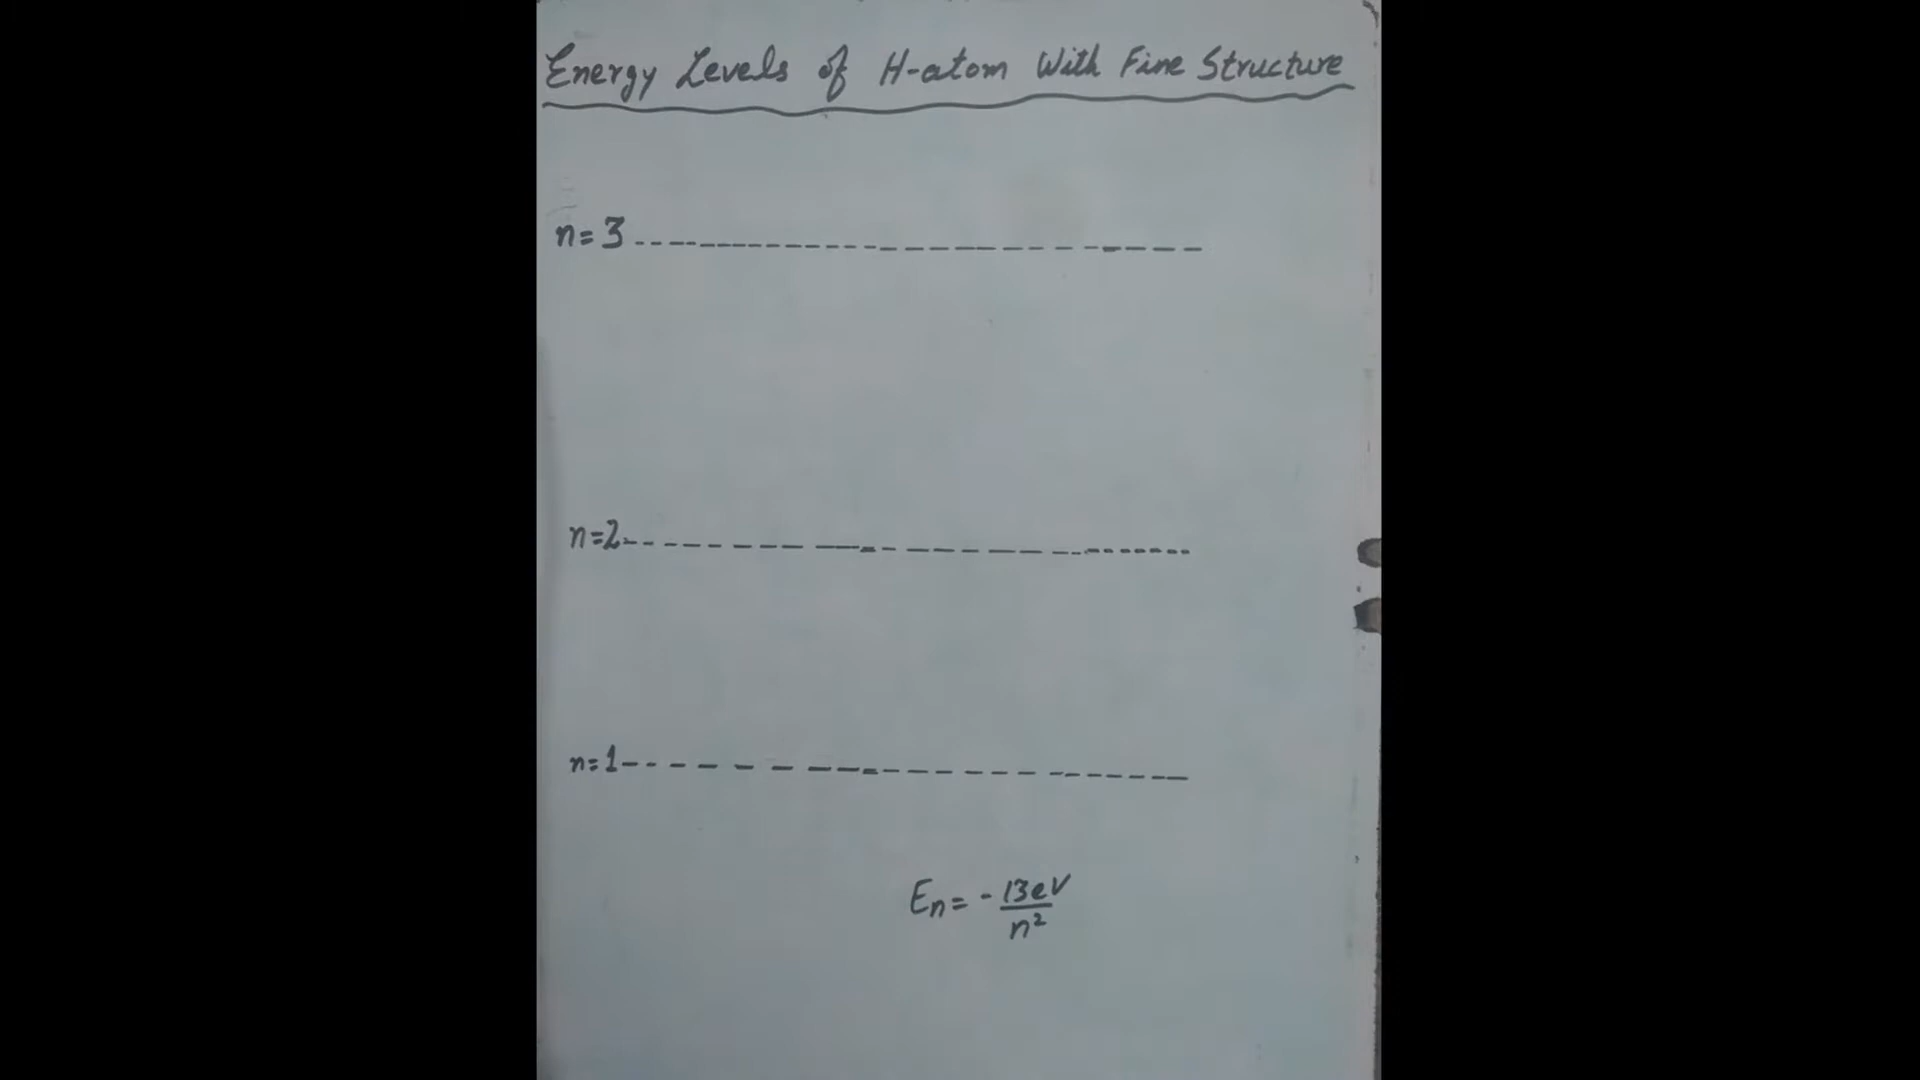 Energy Levels of H-atom With Fine Structure
n=3
n=2
n=1
En = - 13eV / n²